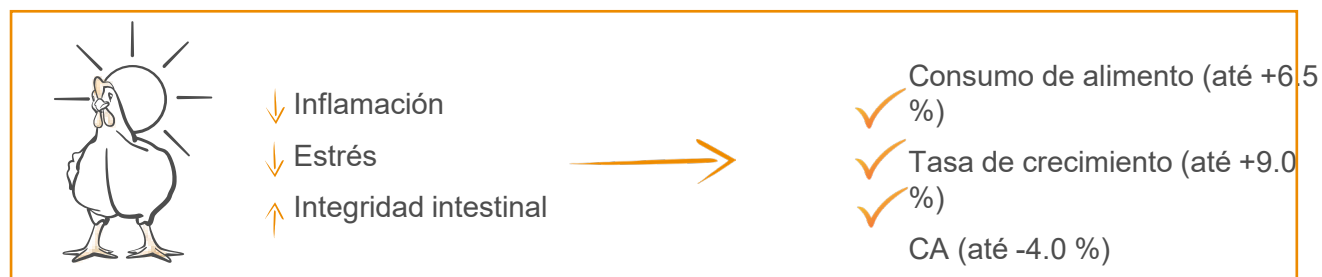 Inflamación
Estrés
Integridad intestinal
Consumo de alimento (até +6.5
%)
Tasa de crecimiento (até +9.0
%)
CA (até -4.0 %)